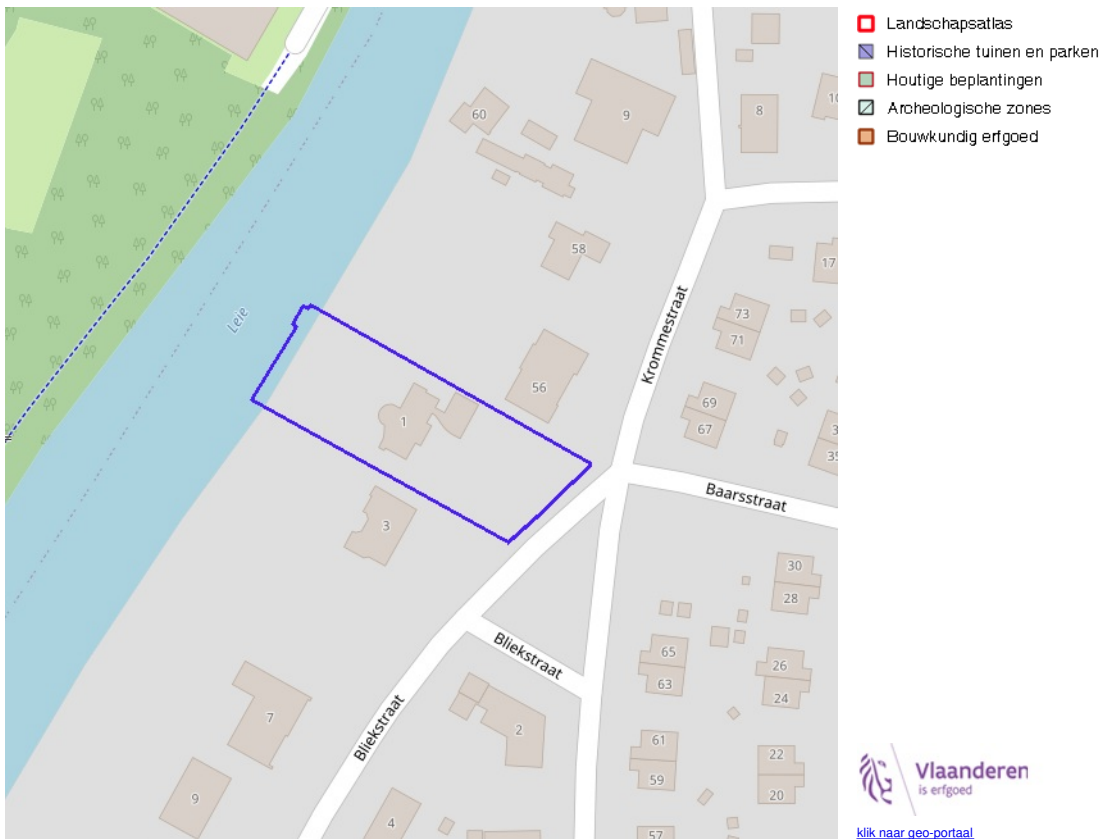 Landschapsatlas
Historische tuinen en parken
Houtige beplantingen
Archeologische zones
Bouwkundig erfgoed
60
9
8
58
17
Leie
Krommestraat
73
71
56
1
69
67
3
Baarsstraat
30
28
Bliekstraat
65
63
26
24
7
2
Bliekstraat
61
59
22
20
9
4
57
Vlaanderen
is erfgoed
klik naar geo-portaal